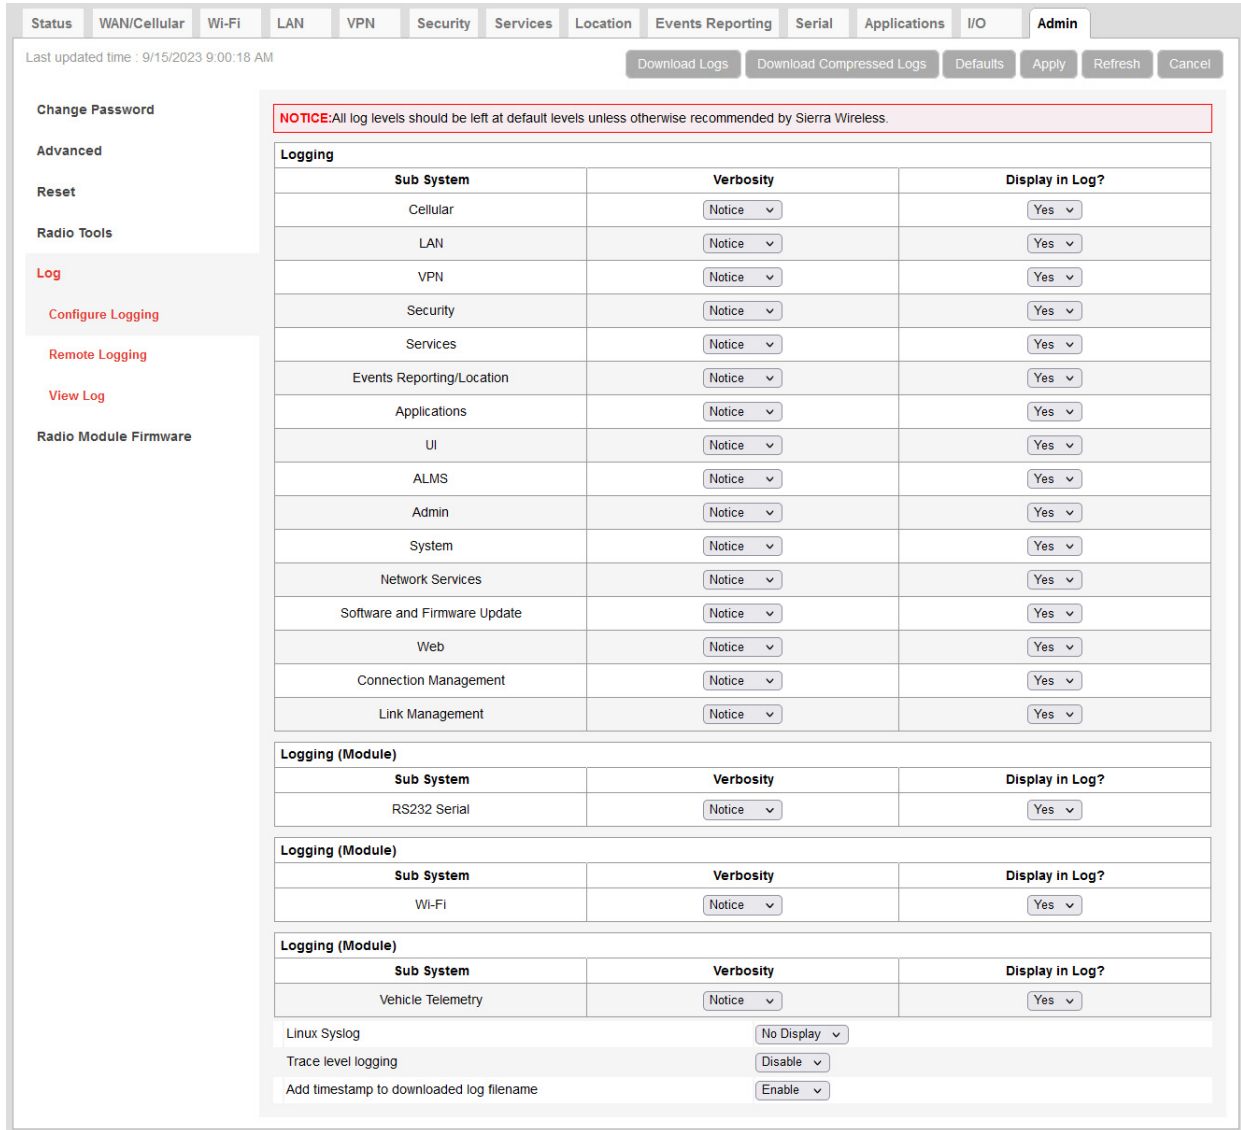 Status WAN/Cellular Wi-Fi LAN VPN Security Services Location Events Reporting Serial Applications I/O Admin
Last updated time : 9/15/2023 9:00:18 AM
Download Logs Download Compressed Logs Defaults Apply Refresh Cancel
Change Password
Advanced
Reset
Radio Tools
Log
Configure Logging
Remote Logging
View Log
Radio Module Firmware
NOTICE:All log levels should be left at default levels unless otherwise recommended by Sierra Wireless.
Logging
Sub System Verbosity Display in Log?
Cellular Notice Yes
LAN Notice Yes
VPN Notice Yes
Security Notice Yes
Services Notice Yes
Events Reporting/Location Notice Yes
Applications Notice Yes
UI Notice Yes
ALMS Notice Yes
Admin Notice Yes
System Notice Yes
Network Services Notice Yes
Software and Firmware Update Notice Yes
Web Notice Yes
Connection Management Notice Yes
Link Management Notice Yes
Logging (Module)
Sub System Verbosity Display in Log?
RS232 Serial Notice Yes
Logging (Module)
Sub System Verbosity Display in Log?
Wi-Fi Notice Yes
Logging (Module)
Sub System Verbosity Display in Log?
Vehicle Telemetry Notice Yes
Linux Syslog No Display
Trace level logging Disable
Add timestamp to downloaded log filename Enable